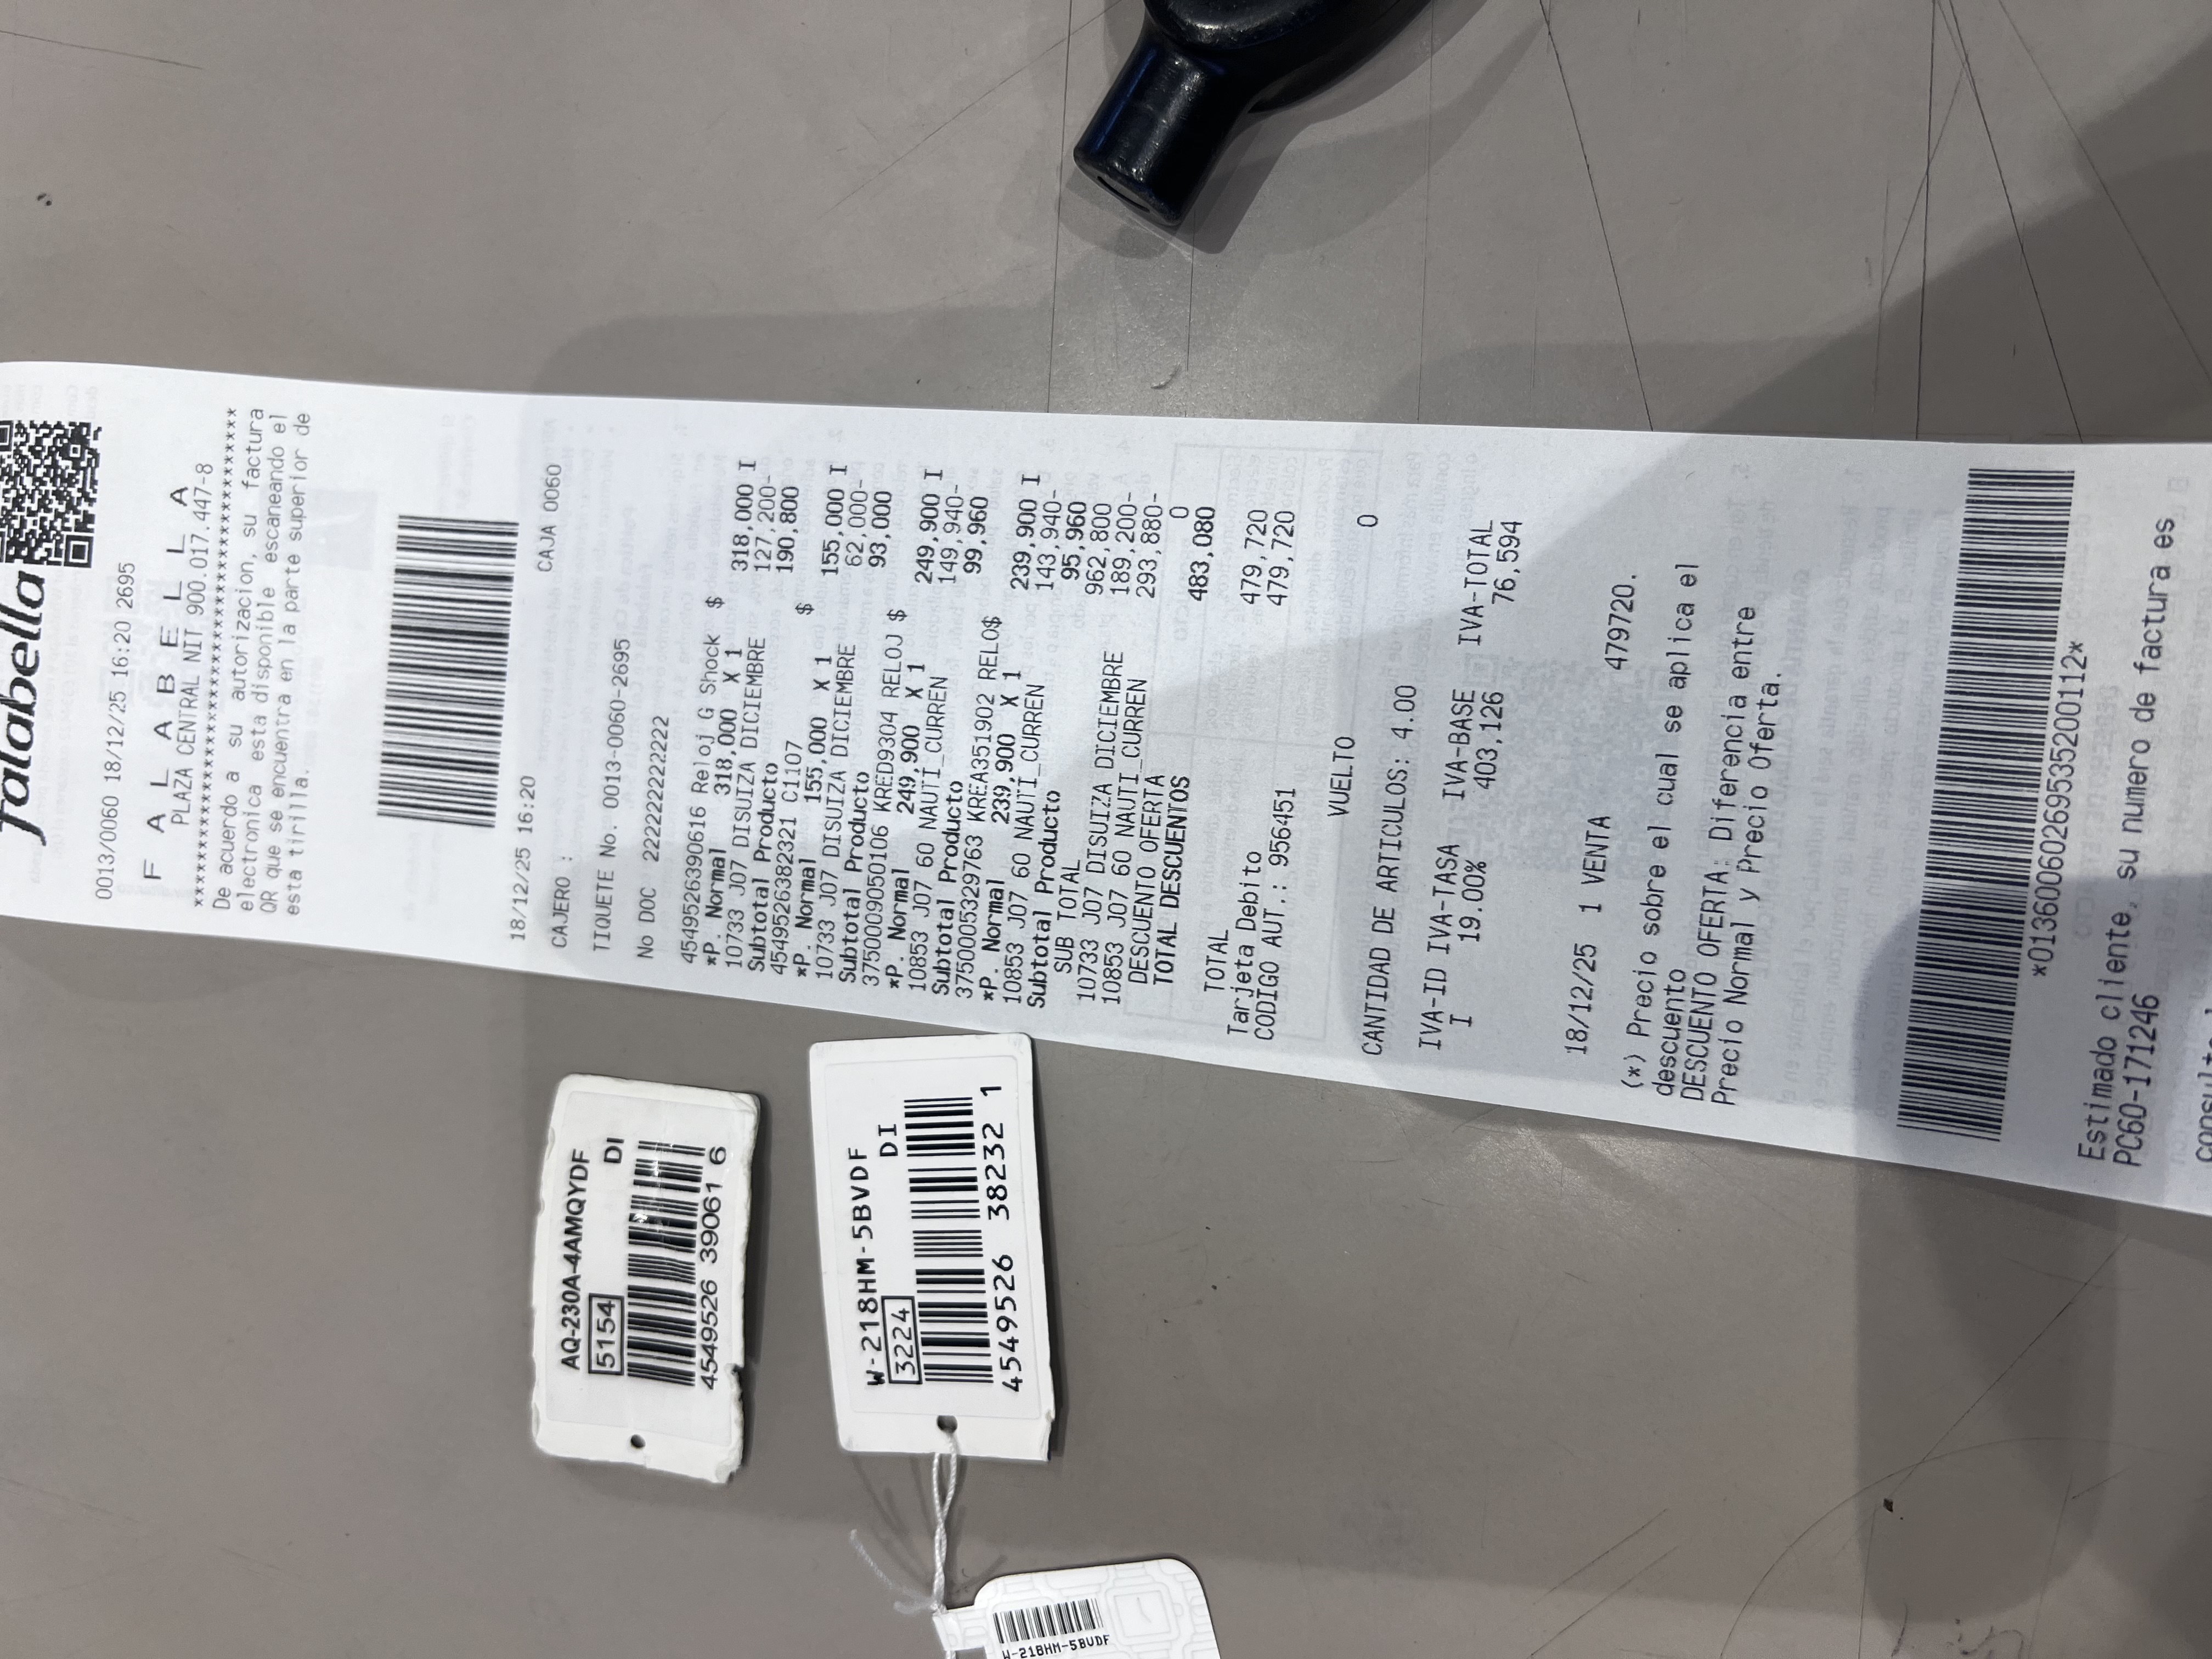 falabella
0013/0060 18/12/25 16:20 2695
F A L A B E L L A
PLAZA CENTRAL NIT 900.017.447-8
****************************************
De acuerdo a su autorizacion, su factura
electronica esta disponible escaneando el
QR que se encuentra en la parte superior de
esta tirilla.
18/12/25 16:20
CAJERO : CAJA 0060
TIQUETE No. 0013-0060-2695
No DOC 222222222222
4549526390616 Reloj G Shock $ 318,000 I
*P. Normal 318,000 X 1
10733 J07 DISUIZA DICIEMBRE 127,200-
Subtotal Producto 190,800
4549526382321 C1107 $ 155,000 I
*P. Normal 155,000 X 1
10733 J07 DISUIZA DICIEMBRE 62,000-
Subtotal Producto 93,000
3750009050106 KRED9304 RELOJ $ 249,900 I
*P. Normal 249,900 X 1
10853 J07 60 NAUTI_CURREN 149,940-
Subtotal Producto 99,960
3750005329763 KREA351902 RELO$ 239,900 I
*P. Normal 239,900 X 1
10853 J07 60 NAUTI_CURREN 143,940-
Subtotal Producto 95,960
SUB TOTAL 962,800
10733 J07 DISUIZA DICIEMBRE 189,200-
10853 J07 60 NAUTI_CURREN 293,880-
DESCUENTO OFERTA 0
TOTAL DESCUENTOS 483,080
TOTAL 479,720
Tarjeta Debito 479,720
CODIGO AUT.: 956451
VUELTO 0
CANTIDAD DE ARTICULOS: 4.00
IVA-ID IVA-TASA IVA-BASE IVA-TOTAL
I 19.00% 403,126 76,594
18/12/25 1 VENTA 479720.
(*) Precio sobre el cual se aplica el
descuento
DESCUENTO OFERTA: Diferencia entre
Precio Normal y Precio Oferta.
*01360060269535200112*
Estimado cliente, su numero de factura es
PC60-171246
AQ-230A-4AMQYDF
5154 DI
4549526 39061 6
W-218HM-5BVDF
3224 DI
4549526 38232 1
W-218HM-5BVDF